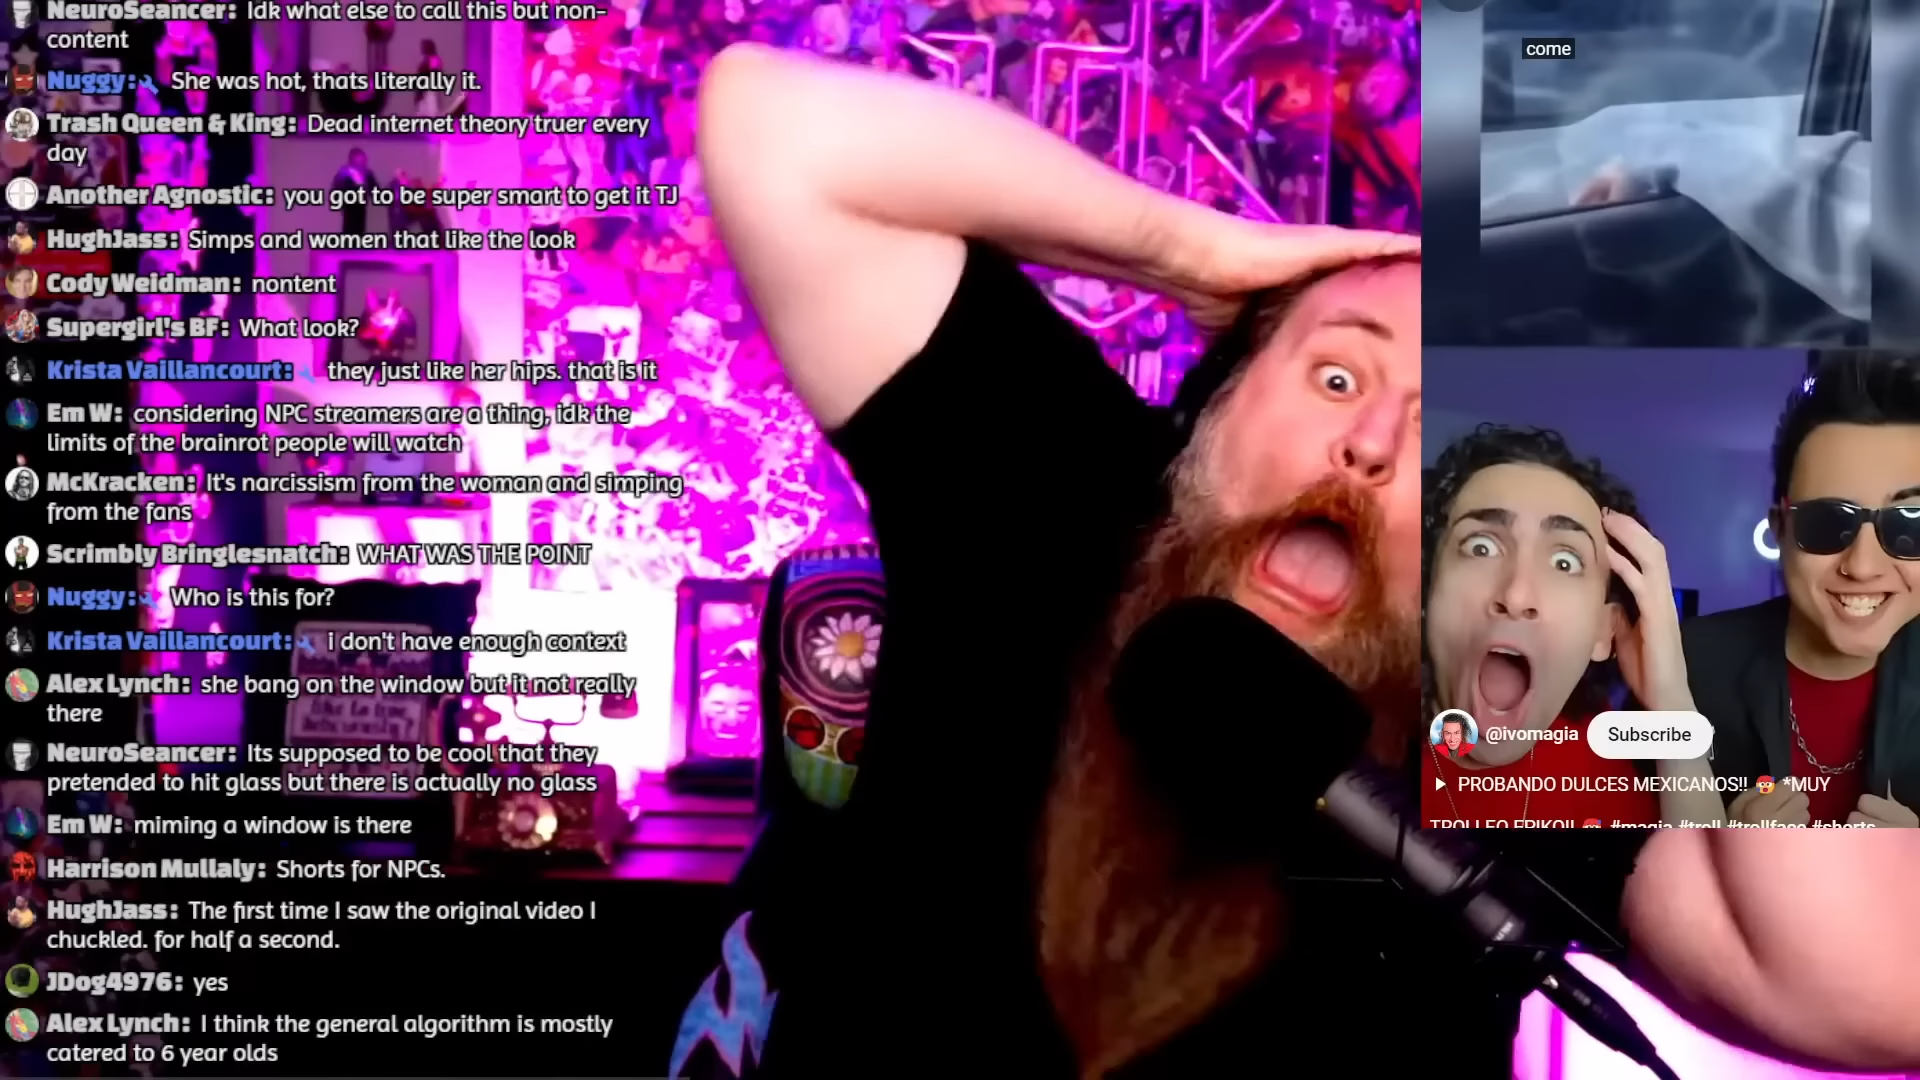 NeuroSeancer: Idk what else to call this but non-
content
Nuggy: She was hot, thats literally it.
Trash Queen & King: Dead internet theory truer every
day
Another Agnostic: you got to be super smart to get it TJ
HughJass: Simps and women that like the look
Cody Weidman: nontent
Supergirl's BF: What look?
Krista Vaillancourt: they just like her hips. that is it
Em W: considering NPC streamers are a thing, idk the
limits of the brainrot people will watch
McKracken: It's narcissism from the woman and simping
from the fans
Scrimbly Bringlesnatch: WHAT WAS THE POINT
Nuggy: Who is this for?
Krista Vaillancourt: i don't have enough context
Alex Lynch: she bang on the window but it not really
there
NeuroSeancer: Its supposed to be cool that they
pretended to hit glass but there is actually no glass
Em W: miming a window is there
Harrison Mullaly: Shorts for NPCs.
HughJass: The first time I saw the original video I
chuckled. for half a second.
JDog4976: yes
Alex Lynch: I think the general algorithm is mostly
catered to 6 year olds
come
@ivomagia Subscribe
PROBANDO DULCES MEXICANOS!! 🤯 *MUY
#magia #troll #trollface #shorts